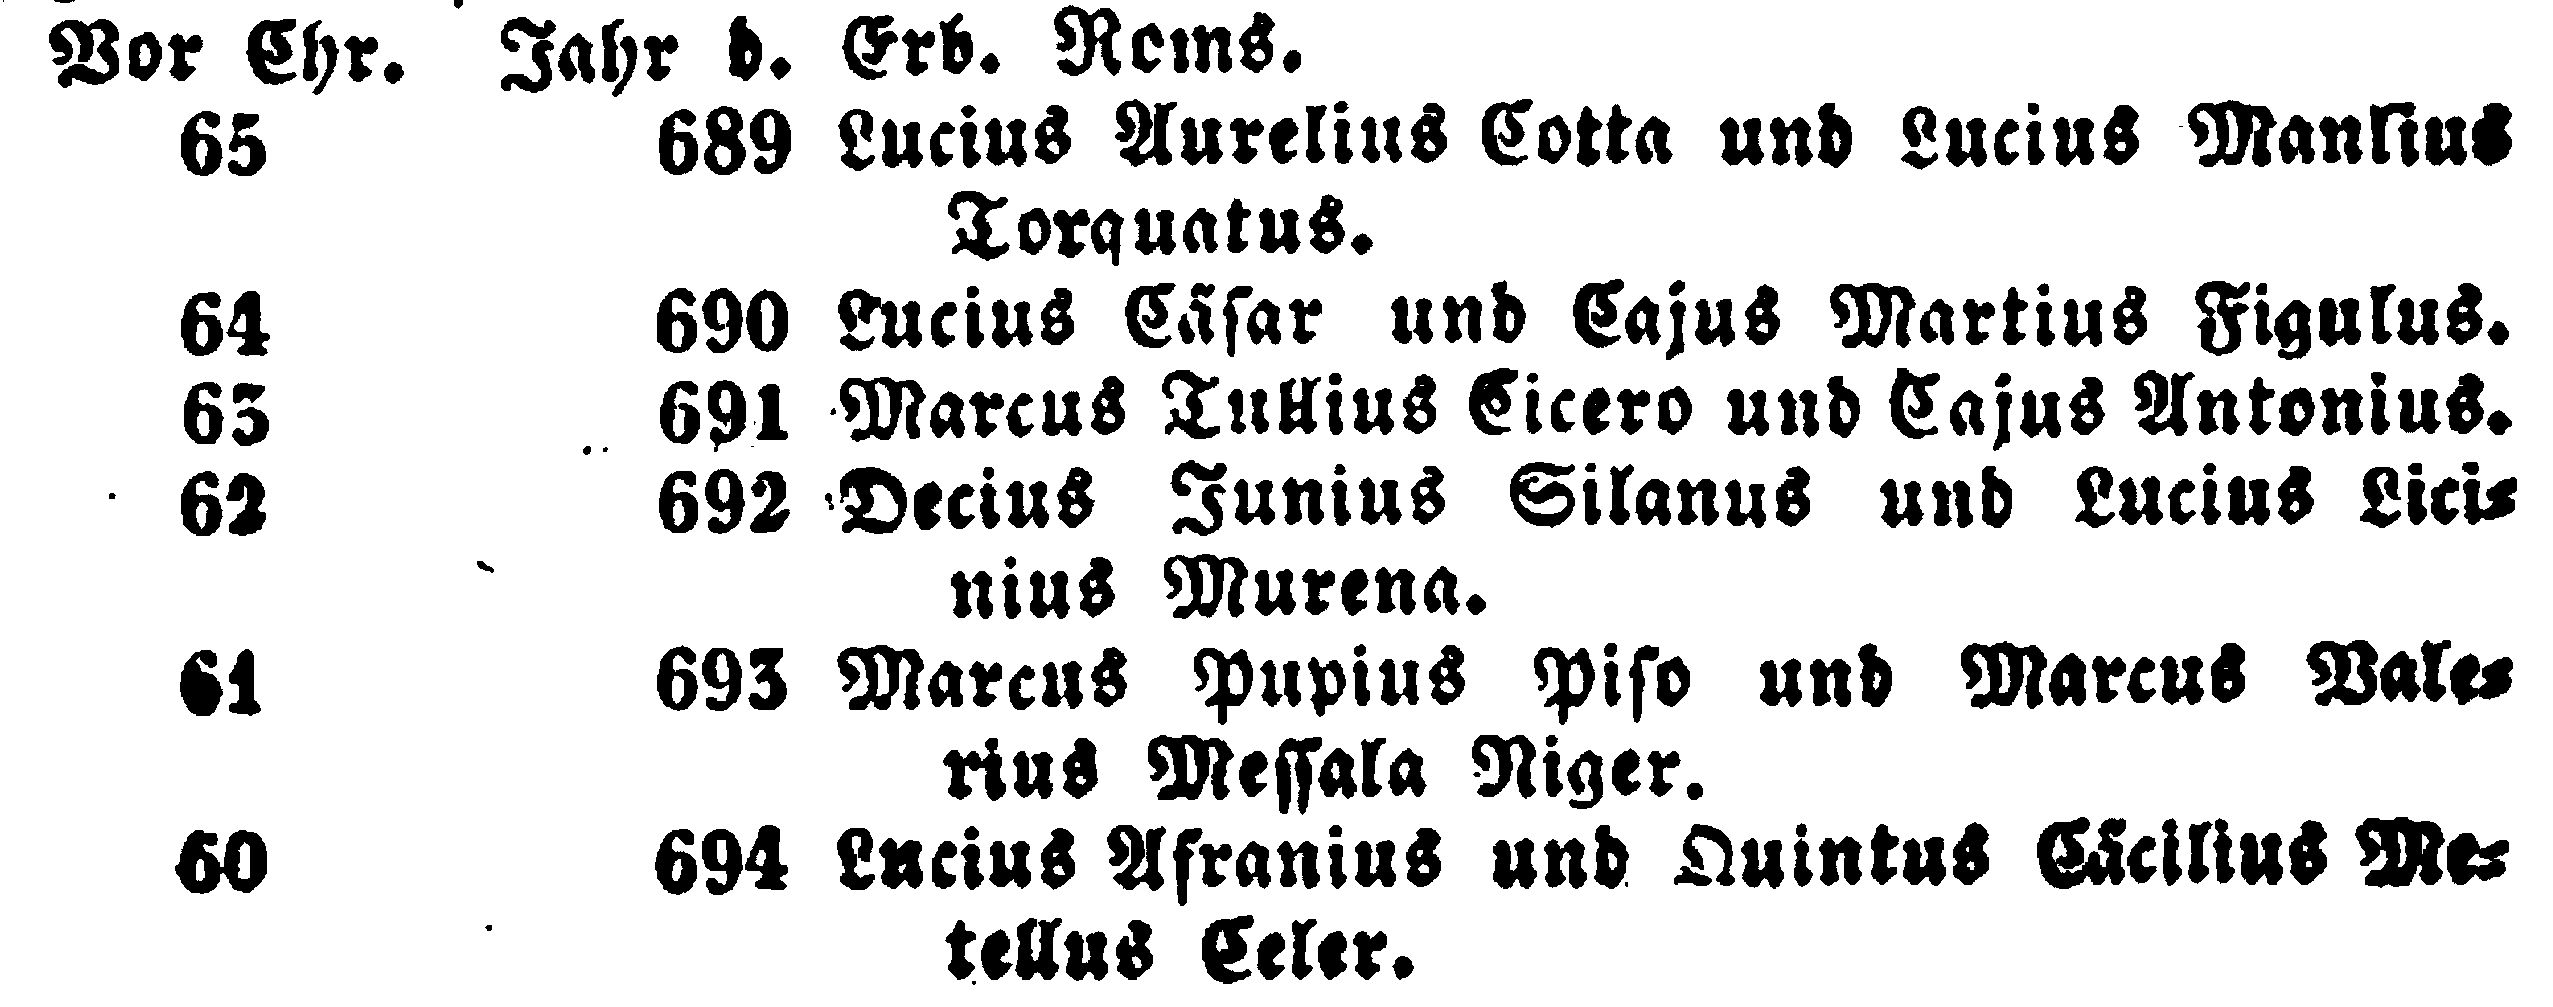 Vor Chr. Jahr d. Erb. Roms.
65 689 Lucius Aurelius Cotta und Lucius Manlius
Torquatus.
64 690 Lucius Cäsar und Cajus Martius Figulus.
63 691 Marcus Tullius Cicero und Cajus Antonius.
62 692 Decius Junius Silanus und Lucius Lici-
nius Murena.
61 693 Marcus Pupius Piso und Marcus Vale-
rius Messala Niger.
60 694 Lucius Afranius und Quintus Cäcilius Me-
tellus Celer.